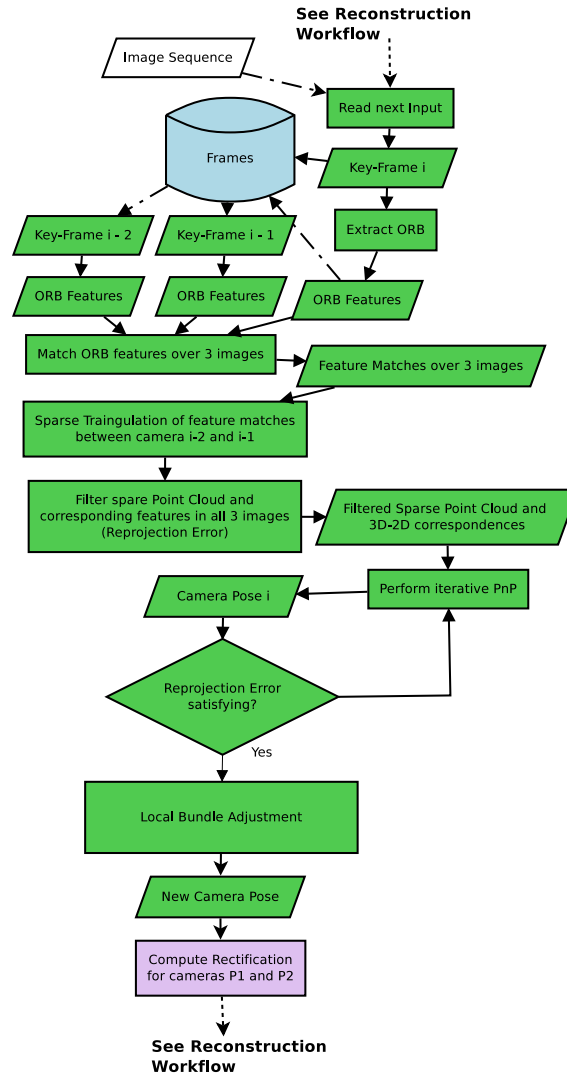 See Reconstruction
Workflow
Image Sequence
Read next Input
Frames
Key-Frame i
Key-Frame i - 2
Key-Frame i - 1
Extract ORB
ORB Features
ORB Features
ORB Features
Match ORB features over 3 images
Feature Matches over 3 images
Sparse Traingulation of feature matches
between camera i-2 and i-1
Filter spare Point Cloud and
corresponding features in all 3 images
(Reprojection Error)
Filtered Sparse Point Cloud and
3D-2D correspondences
Camera Pose i
Perform iterative PnP
Reprojection Error
satisfying?
Yes
Local Bundle Adjustment
New Camera Pose
Compute Rectification
for cameras P1 and P2
See Reconstruction
Workflow